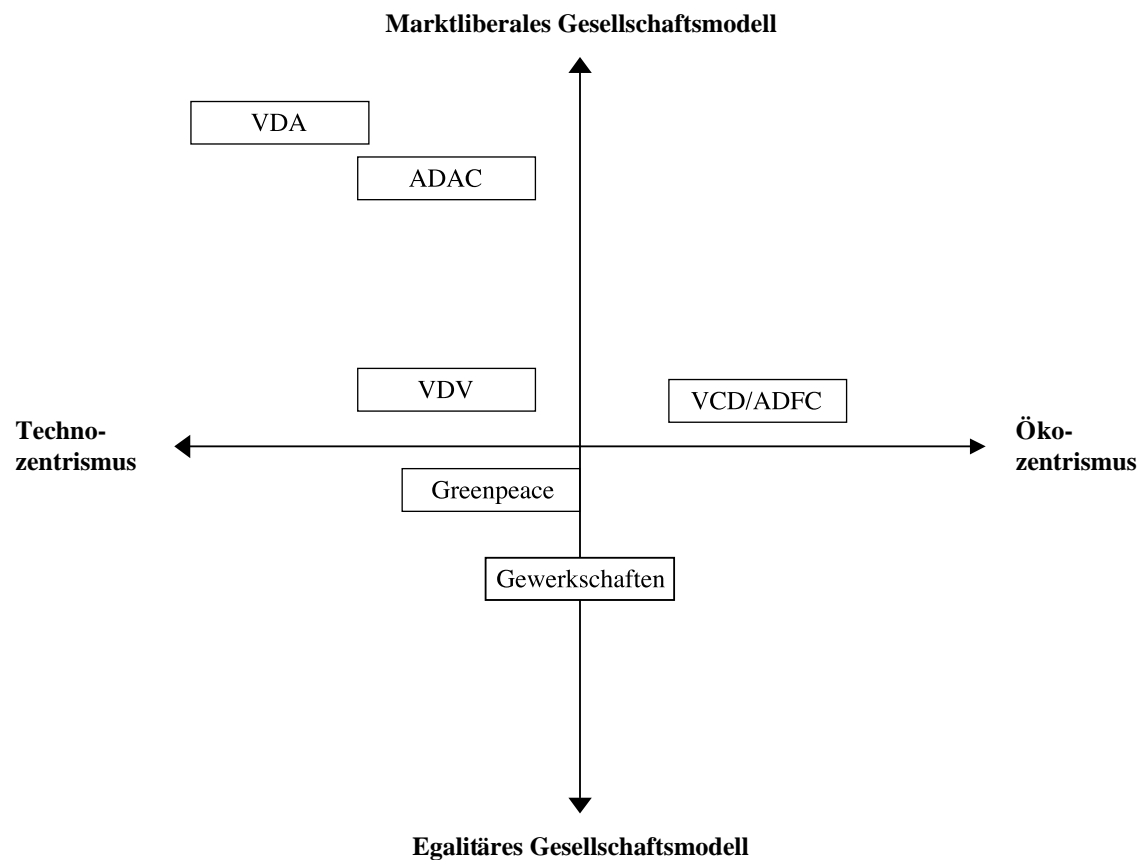 Marktliberales Gesellschaftsmodell
VDA
ADAC
VDV
VCD/ADFC
Techno-
zentrismus
Öko-
zentrismus
Greenpeace
Gewerkschaften
Egalitäres Gesellschaftsmodell